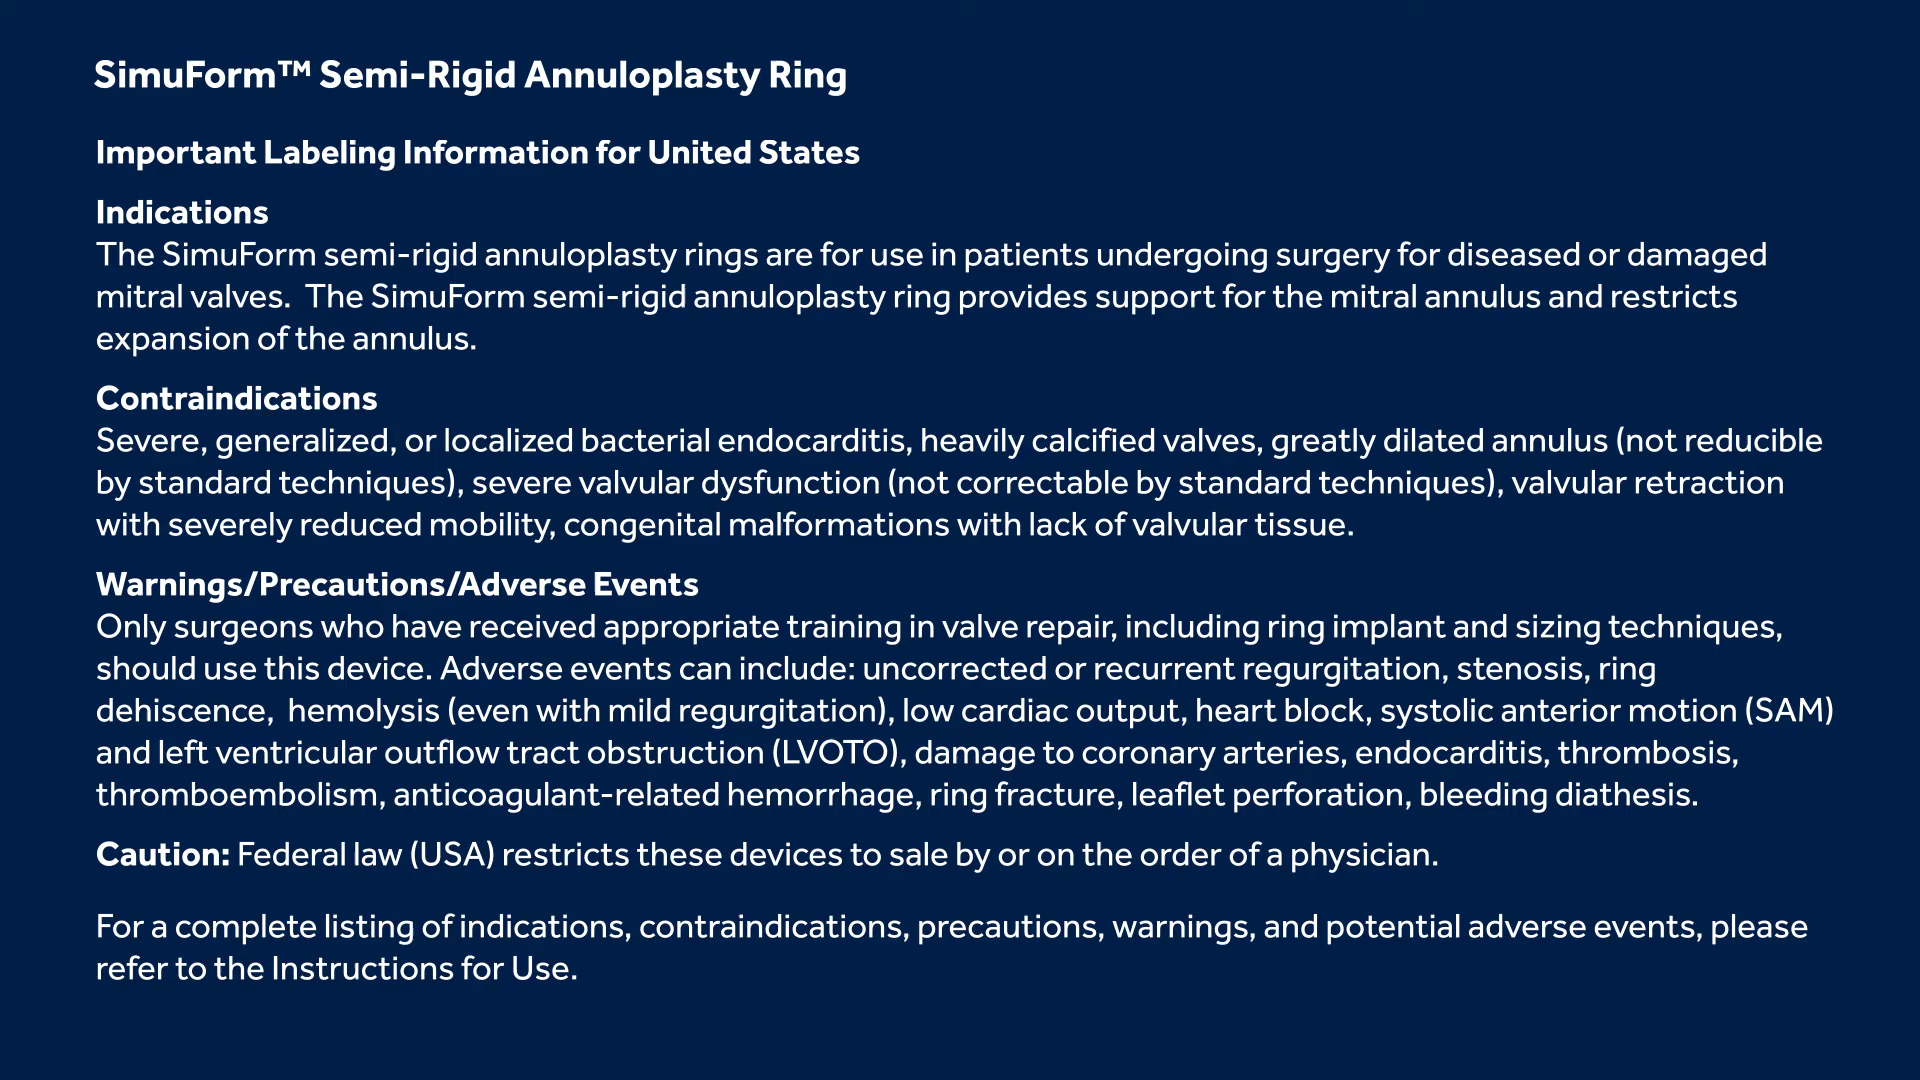 SimuForm™ Semi-Rigid Annuloplasty Ring
Important Labeling Information for United States
Indications
The SimuForm semi-rigid annuloplasty rings are for use in patients undergoing surgery for diseased or damaged
mitral valves.  The SimuForm semi-rigid annuloplasty ring provides support for the mitral annulus and restricts
expansion of the annulus.
Contraindications
Severe, generalized, or localized bacterial endocarditis, heavily calcified valves, greatly dilated annulus (not reducible
by standard techniques), severe valvular dysfunction (not correctable by standard techniques), valvular retraction
with severely reduced mobility, congenital malformations with lack of valvular tissue.
Warnings/Precautions/Adverse Events
Only surgeons who have received appropriate training in valve repair, including ring implant and sizing techniques,
should use this device. Adverse events can include: uncorrected or recurrent regurgitation, stenosis, ring
dehiscence,  hemolysis (even with mild regurgitation), low cardiac output, heart block, systolic anterior motion (SAM)
and left ventricular outflow tract obstruction (LVOTO), damage to coronary arteries, endocarditis, thrombosis,
thromboembolism, anticoagulant-related hemorrhage, ring fracture, leaflet perforation, bleeding diathesis.
Caution: Federal law (USA) restricts these devices to sale by or on the order of a physician.
For a complete listing of indications, contraindications, precautions, warnings, and potential adverse events, please
refer to the Instructions for Use.